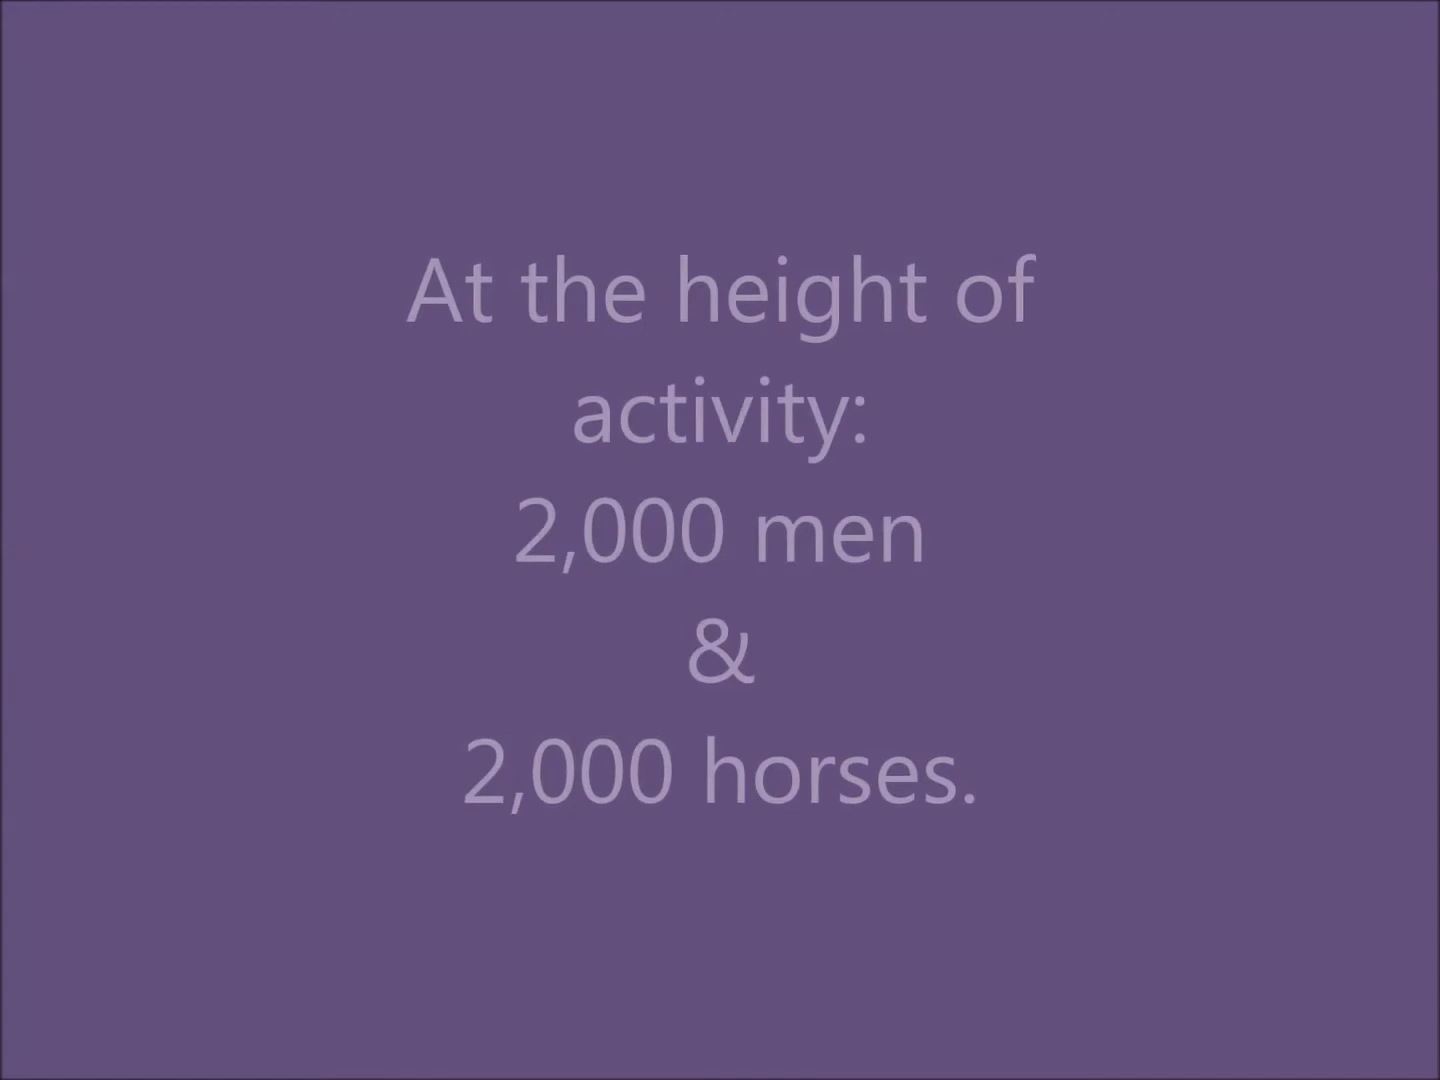 At the height of
activity:
2,000 men
&
2,000 horses.